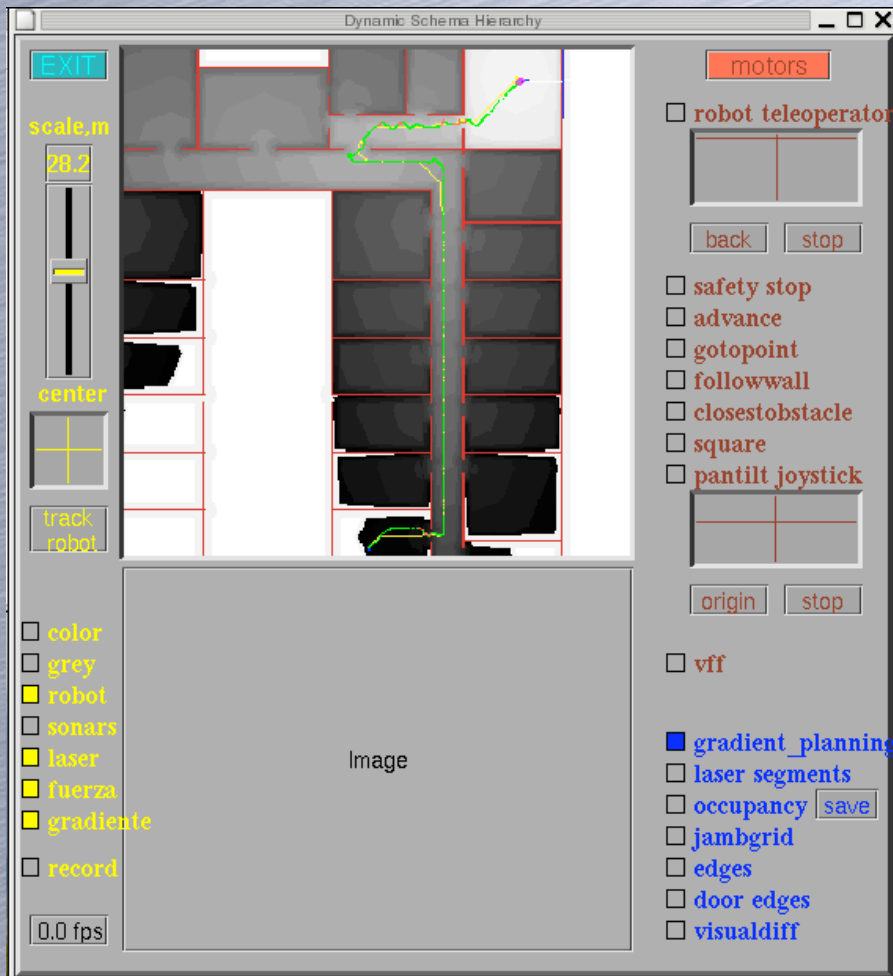 Dynamic Schema Hierarchy
EXIT
scale,m
28.2
center
track
robot
color
grey
robot
sonars
laser
fuerza
gradiente
record
0.0 fps
Image
motors
robot teleoperator
back
stop
safety stop
advance
gotopoint
followwall
closestobstacle
square
pantilt joystick
origin
stop
vff
gradient_planning
laser segments
occupancy
save
jambgrid
edges
door edges
visualdiff